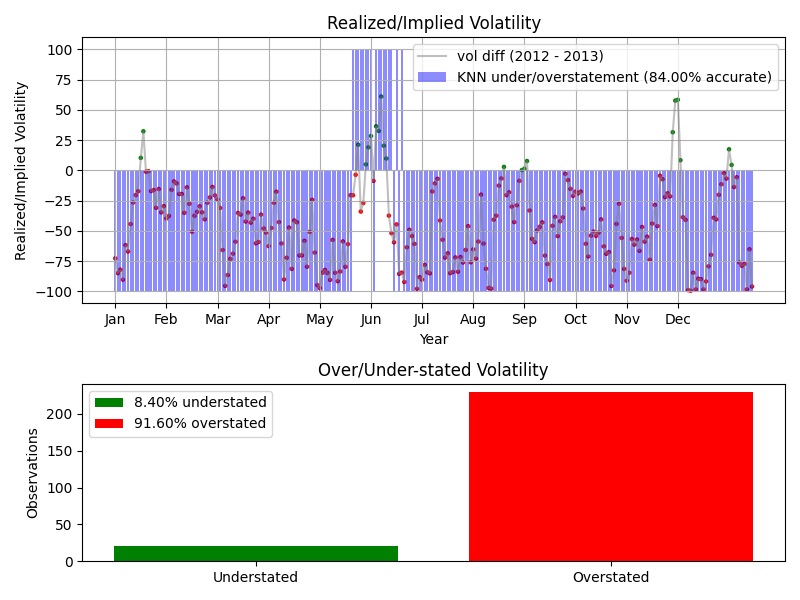 Realized/Implied Volatility
Realized/Implied Volatility
100
75
50
25
0
−25
−50
−75
−100
vol diff (2012 - 2013)
KNN under/overstatement (84.00% accurate)
Jan Feb Mar Apr May Jun Jul Aug Sep Oct Nov Dec
Year
Over/Under-stated Volatility
Observations
200
150
100
50
0
8.40% understated
91.60% overstated
Understated Overstated